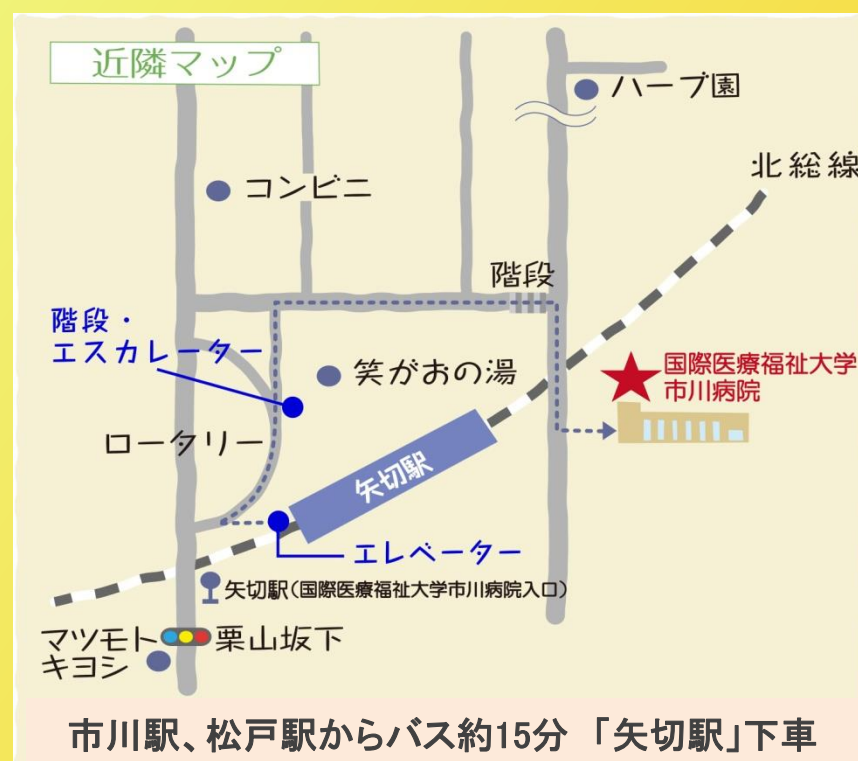 近隣マップ
ハーブ園
北総線
コンビニ
階段
階段・
エスカレーター
笑がおの湯
国際医療福祉大学
市川病院
ロータリー
矢切駅
エレベーター
矢切駅(国際医療福祉大学市川病院入口)
マツモト
キヨシ
栗山坂下
市川駅、松戸駅からバス約15分 「矢切駅」下車